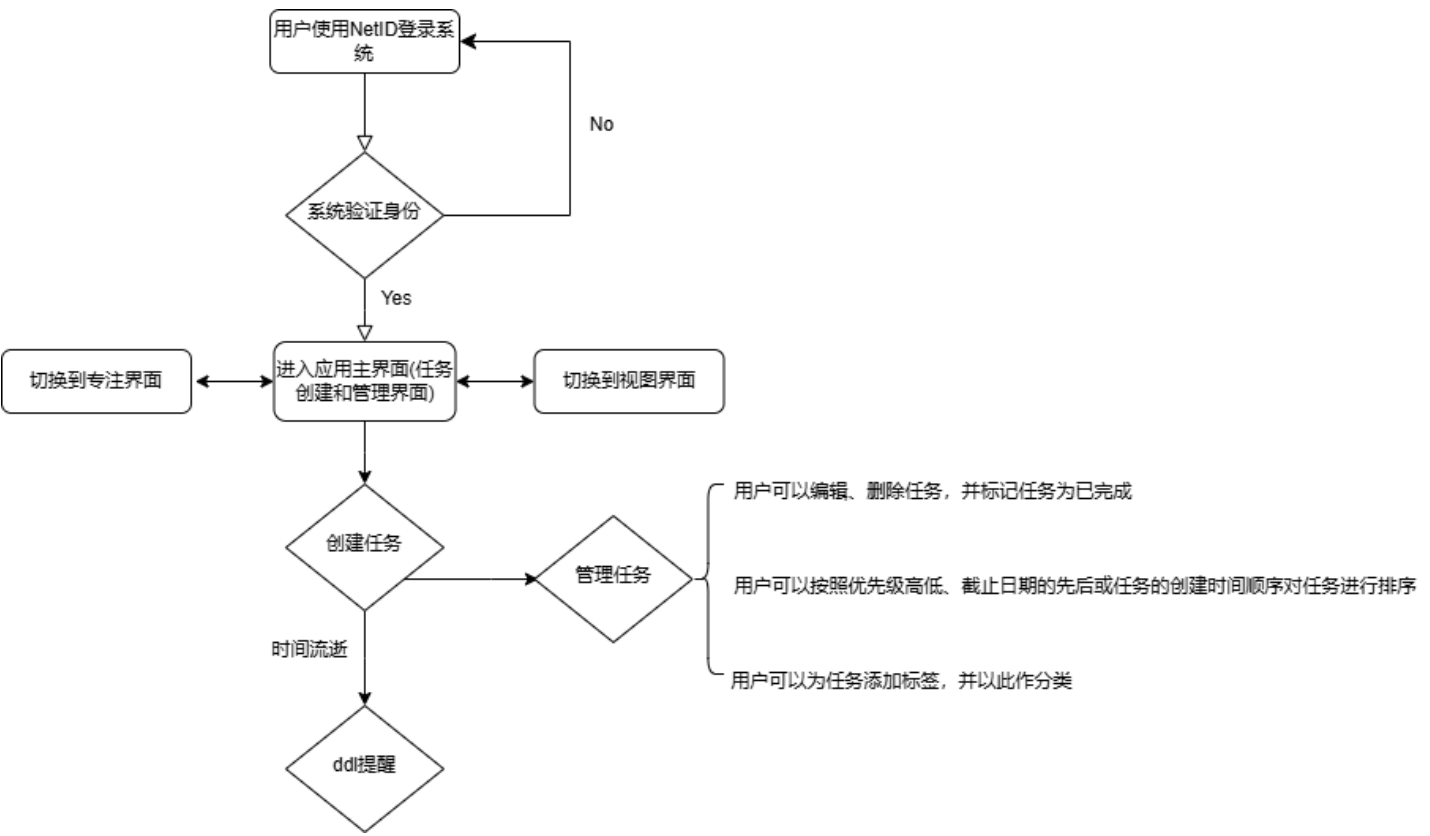 用户使用NetID登录系
统
No
系统验证身份
Yes
切换到专注界面
进入应用主界面(任务
创建和管理界面)
切换到视图界面
用户可以编辑、删除任务，并标记任务为已完成
创建任务
管理任务
用户可以按照优先级高低、截止日期的先后或任务的创建时间顺序对任务进行排序
时间流逝
用户可以为任务添加标签，并以此作分类
ddl提醒